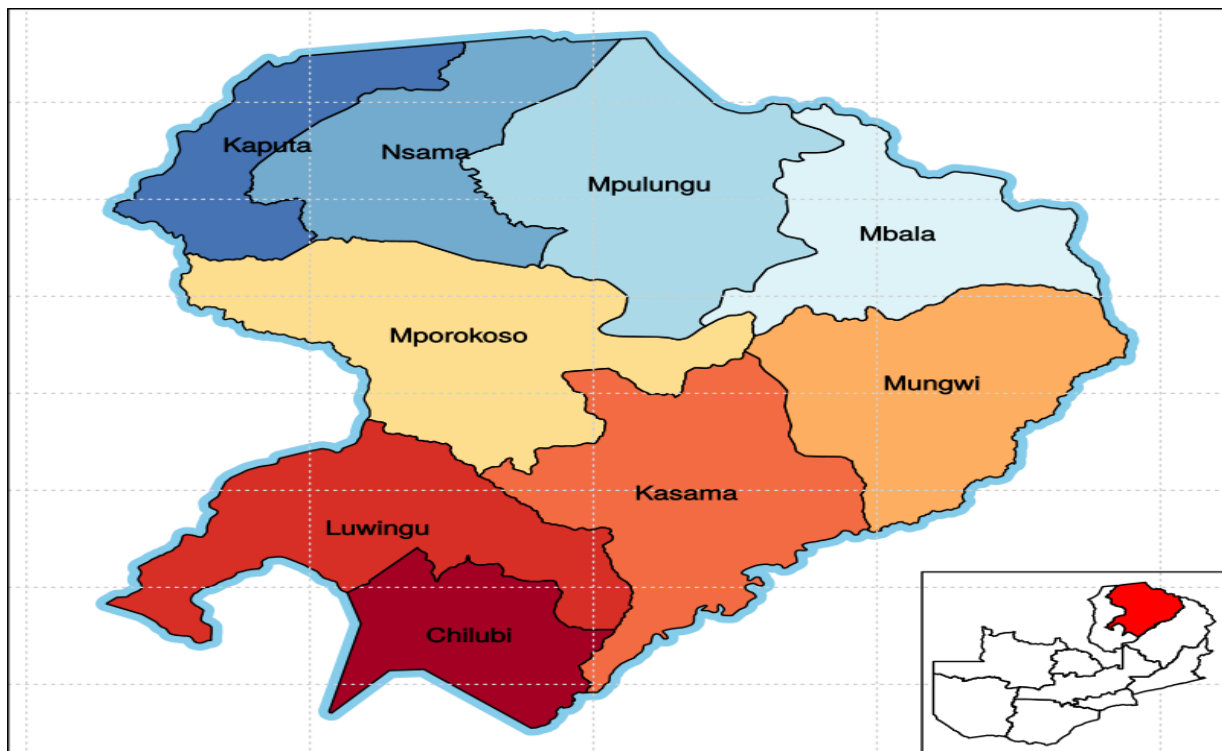 Kaputa
Nsama
Mpulungu
Mbala
Mporokoso
Mungwi
Kasama
Luwingu
Chilubi